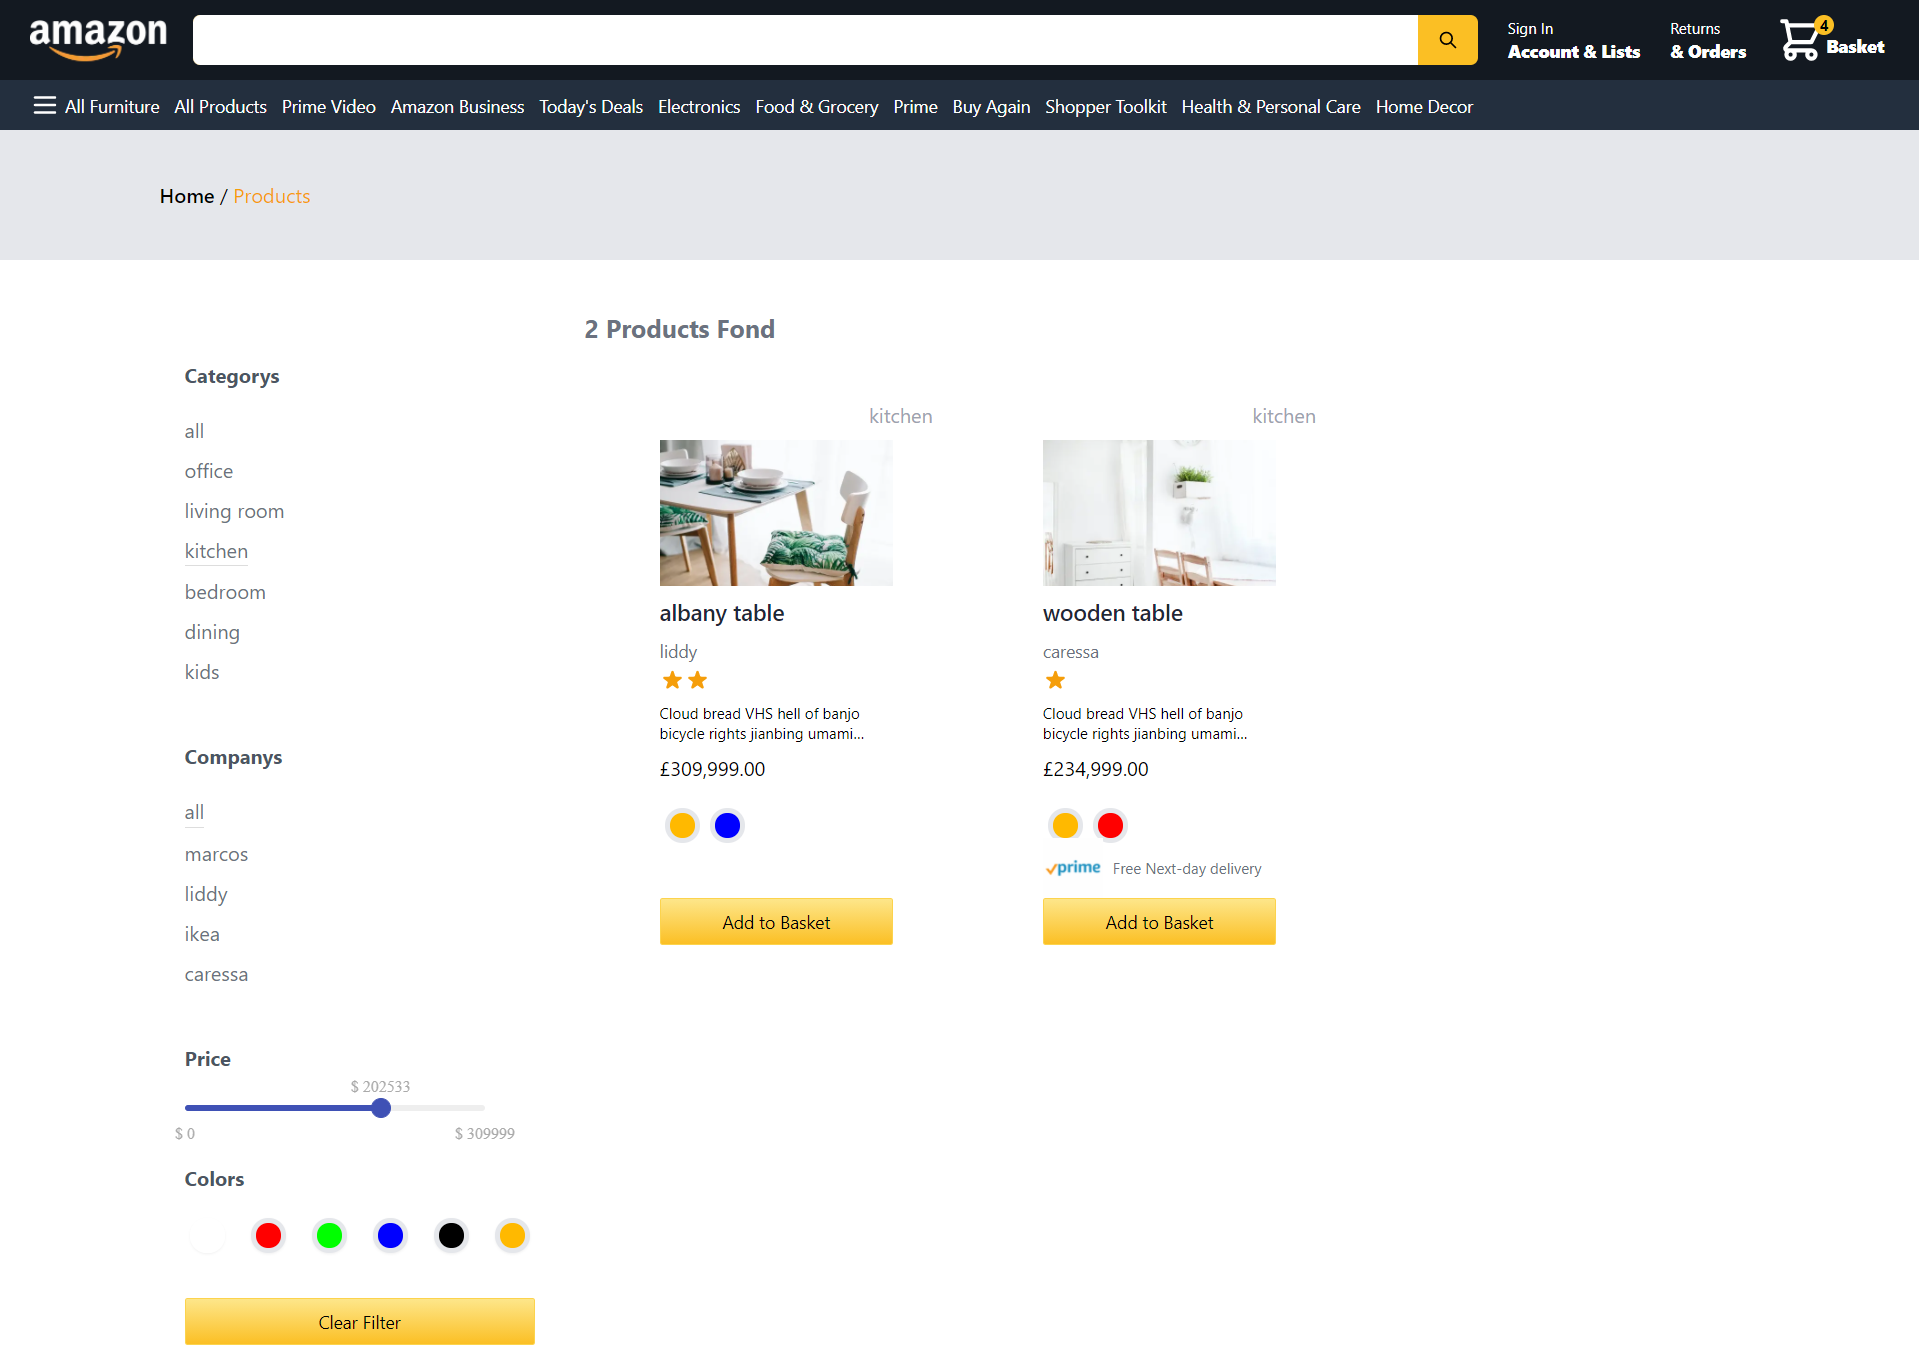 amazon
Sign In
Account & Lists
Returns
& Orders
4
Basket
All Furniture All Products Prime Video Amazon Business Today's Deals Electronics Food & Grocery Prime Buy Again Shopper Toolkit Health & Personal Care Home Decor
Home / Products
2 Products Fond
Categorys
all
office
living room
kitchen
bedroom
dining
kids
Companys
all
marcos
liddy
ikea
caressa
Price
$ 202533
$ 0
$ 309999
Colors
Clear Filter
kitchen
albany table
liddy
Cloud bread VHS hell of banjo
bicycle rights jianbing umami...
£309,999.00
Add to Basket
kitchen
wooden table
caressa
Cloud bread VHS hell of banjo
bicycle rights jianbing umami...
£234,999.00
prime Free Next-day delivery
Add to Basket